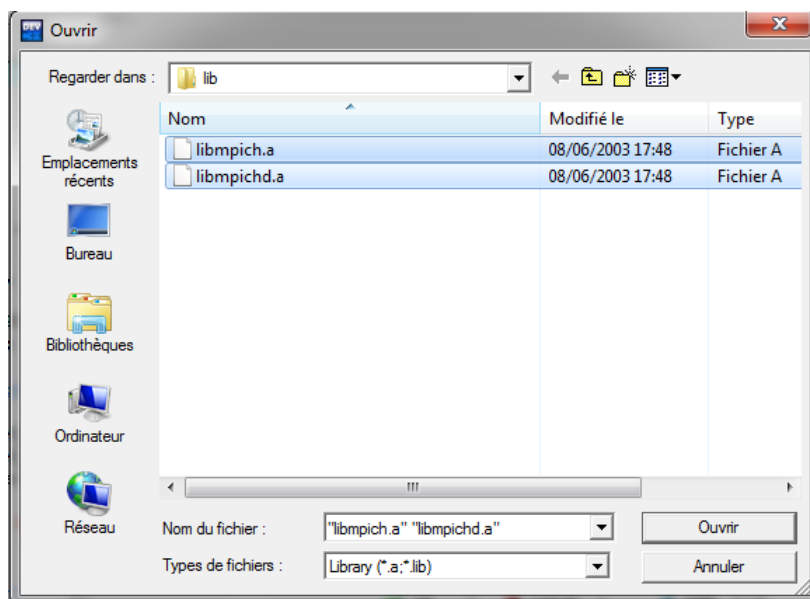 DEV
Ouvrir
Regarder dans :
lib
Nom
Modifié le
Type
libmpich.a
08/06/2003 17:48
Fichier A
libmpichd.a
08/06/2003 17:48
Fichier A
Emplacements
récents
Bureau
Bibliothèques
Ordinateur
Réseau
Nom du fichier :
"libmpich.a" "libmpichd.a"
Ouvrir
Types de fichiers :
Library (*.a;*.lib)
Annuler